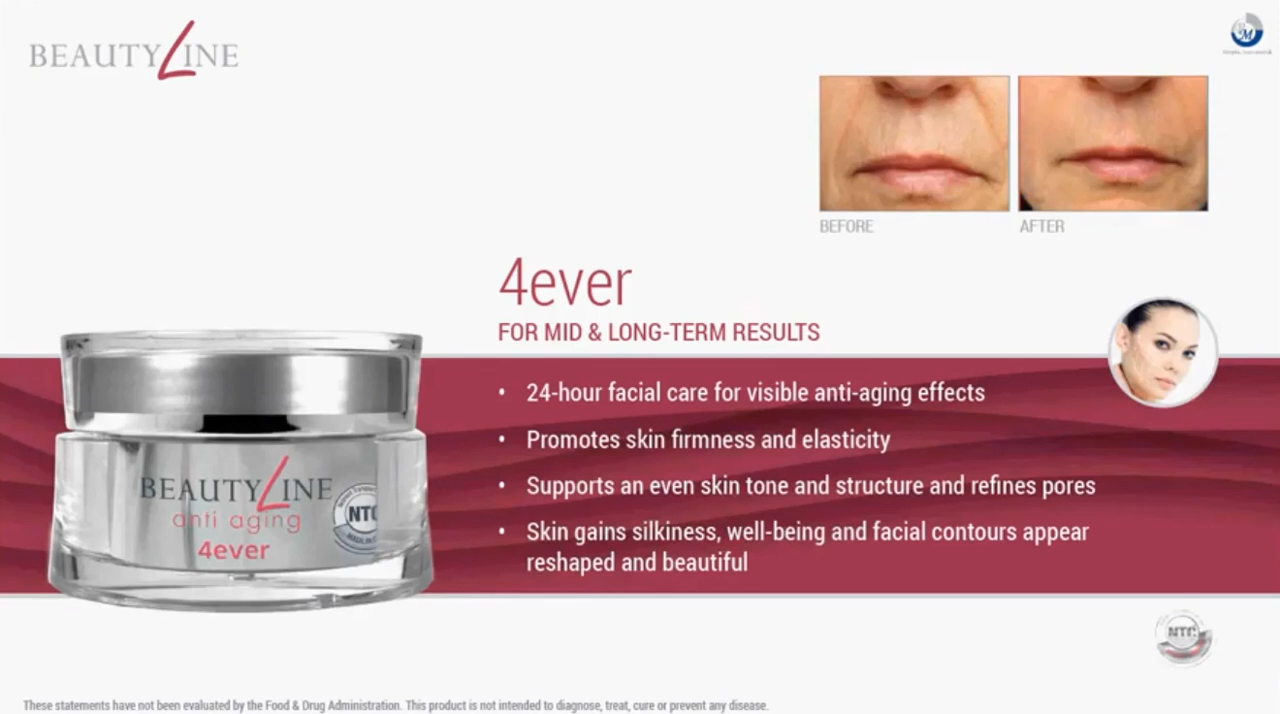 BEAUTYLINE
BEFORE
AFTER
4ever
FOR MID & LONG-TERM RESULTS
• 24-hour facial care for visible anti-aging effects
• Promotes skin firmness and elasticity
• Supports an even skin tone and structure and refines pores
• Skin gains silkiness, well-being and facial contours appear
reshaped and beautiful
BEAUTYLINE
anti aging
4ever
NTC
NTC
These statements have not been evaluated by the Food & Drug Administration. This product is not intended to diagnose, treat, cure or prevent any disease.